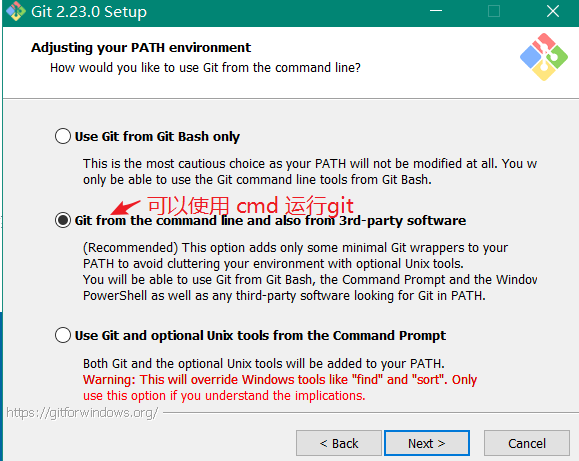 Git 2.23.0 Setup
Adjusting your PATH environment
How would you like to use Git from the command line?
Use Git from Git Bash only
This is the most cautious choice as your PATH will not be modified at all. You w
only be able to use the Git command line tools from Git Bash.
可以使用 cmd 运行git
Git from the command line and also from 3rd-party software
(Recommended) This option adds only some minimal Git wrappers to your
PATH to avoid cluttering your environment with optional Unix tools.
You will be able to use Git from Git Bash, the Command Prompt and the Window
PowerShell as well as any third-party software looking for Git in PATH.
Use Git and optional Unix tools from the Command Prompt
Both Git and the optional Unix tools will be added to your PATH.
Warning: This will override Windows tools like "find" and "sort". Only
use this option if you understand the implications.
https://gitforwindows.org/
< Back
Next >
Cancel